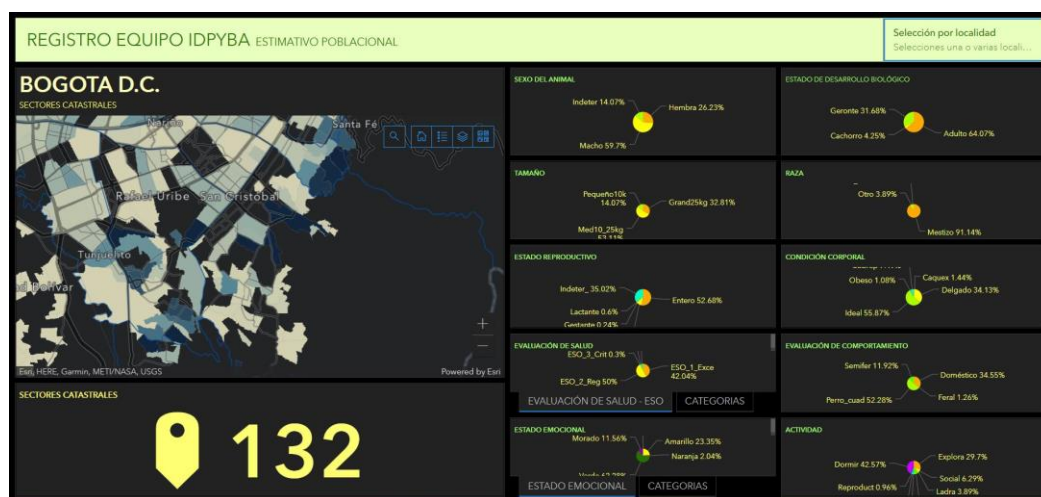 REGISTRO EQUIPO IDPYBA ESTIMATIVO POBLACIONAL
Selección por localidad
Selecciones una o varias locali...
BOGOTA D.C.
SECTORES CATASTRALES
Santa Fé
Rafael Uribe
San Cristóbal
Tunjuelito
Bolívar
Esri, HERE, Garmin, METI/NASA, USGS
Powered by Esri
SECTORES CATASTRALES
132
SEXO DEL ANIMAL
Indeter 14.07%
Hembra 26.23%
Macho 59.7%
ESTADO DE DESARROLLO BIOLÓGICO
Geronte 31.68%
Cachorro 4.25%
Adulto 64.07%
TAMAÑO
Pequeño10k
14.07%
Grand25kg 32.81%
Med10_25kg
53.11%
RAZA
Otro 3.89%
Mestizo 91.14%
ESTADO REPRODUCTIVO
Indeter_ 35.02%
Entero 52.68%
Lactante 0.6%
Gestante 0.24%
CONDICIÓN CORPORAL
Caquex 1.44%
Obeso 1.08%
Delgado 34.13%
Ideal 55.87%
EVALUACIÓN DE SALUD
ESO_3_Crit 0.3%
ESO_1_Exce
42.04%
ESO_2_Reg 50%
EVALUACIÓN DE SALUD - ESO
CATEGORIAS
EVALUACIÓN DE COMPORTAMIENTO
Semifer 11.92%
Doméstico 34.55%
Perro_cuad 52.28%
Feral 1.26%
ESTADO EMOCIONAL
Morado 11.56%
Amarillo 23.35%
Naranja 2.04%
ESTADO EMOCIONAL
CATEGORIAS
ACTIVIDAD
Explora 29.7%
Dormir 42.57%
Social 6.29%
Reproduct 0.96%
Ladra 3.89%